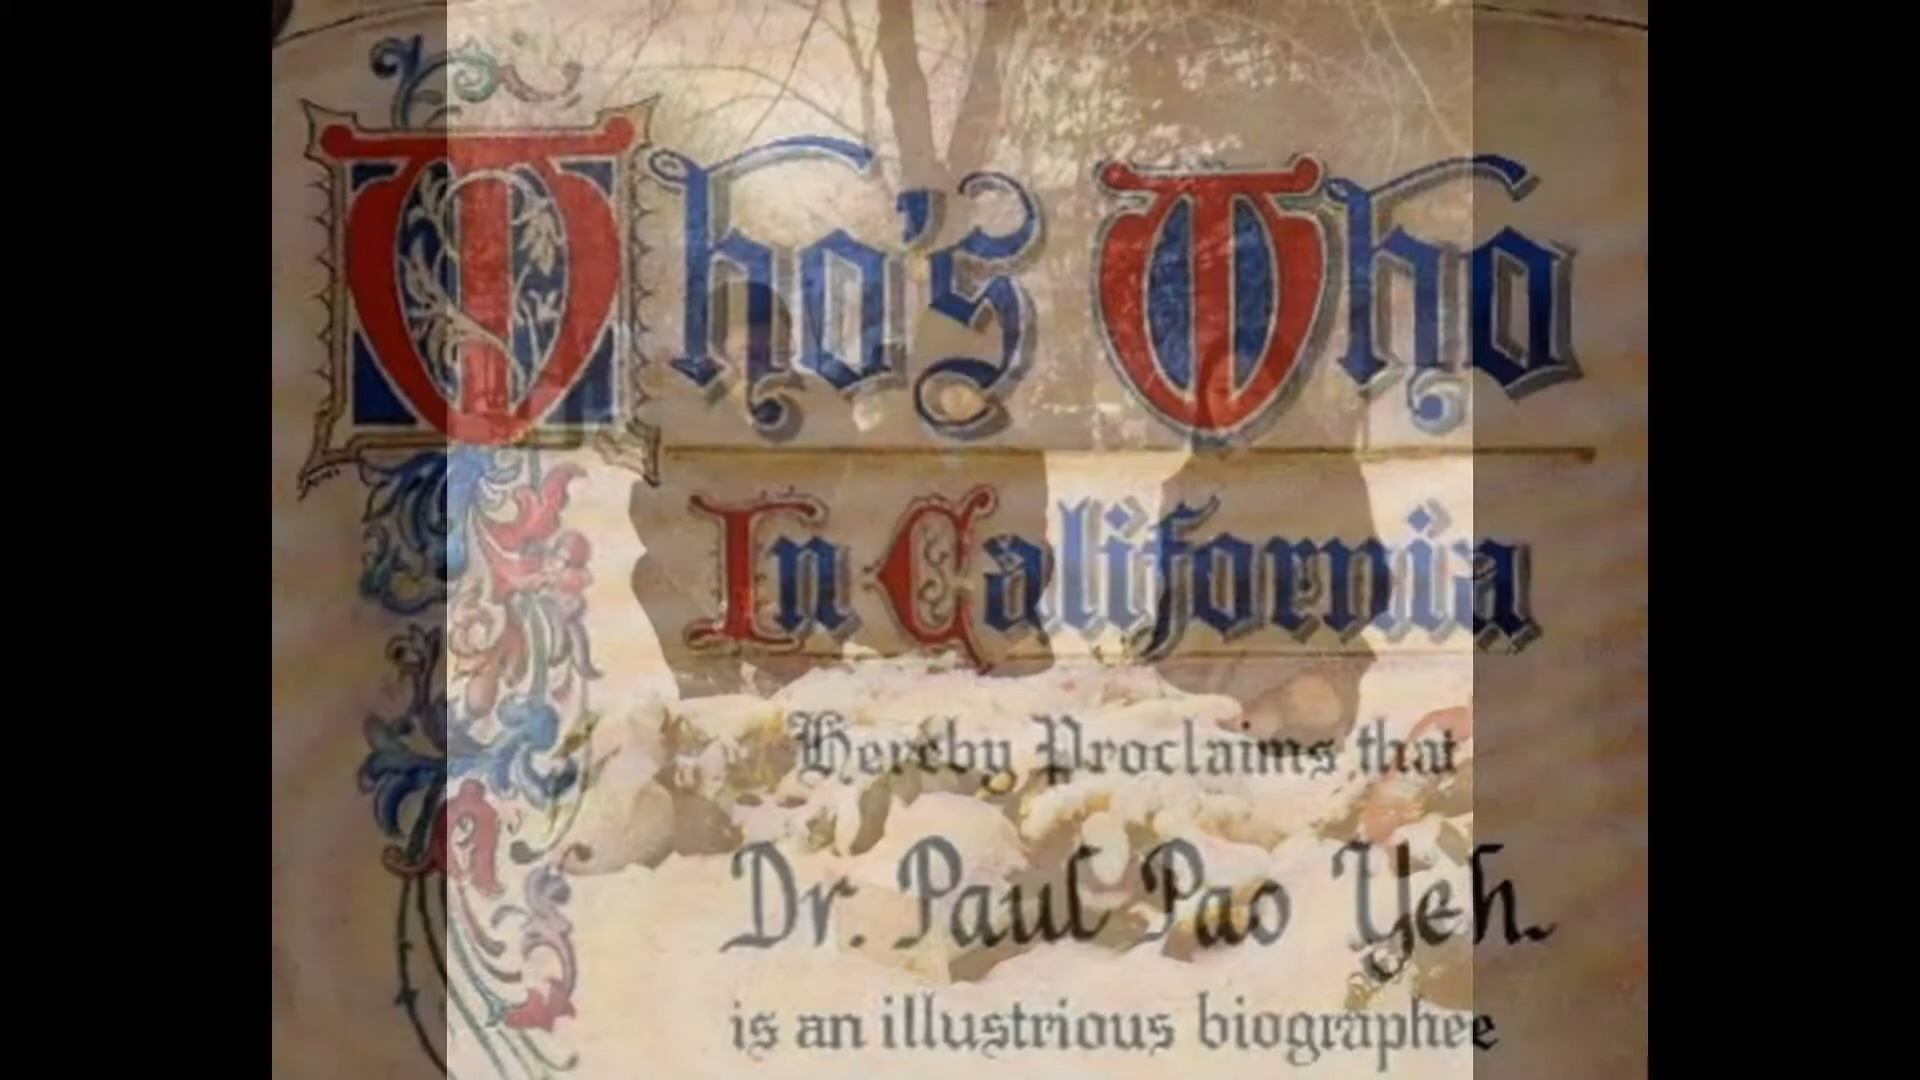 Who's Who
In California
Hereby Proclaims that
Dr. Paul Pao Yeh.
is an illustrious biographee